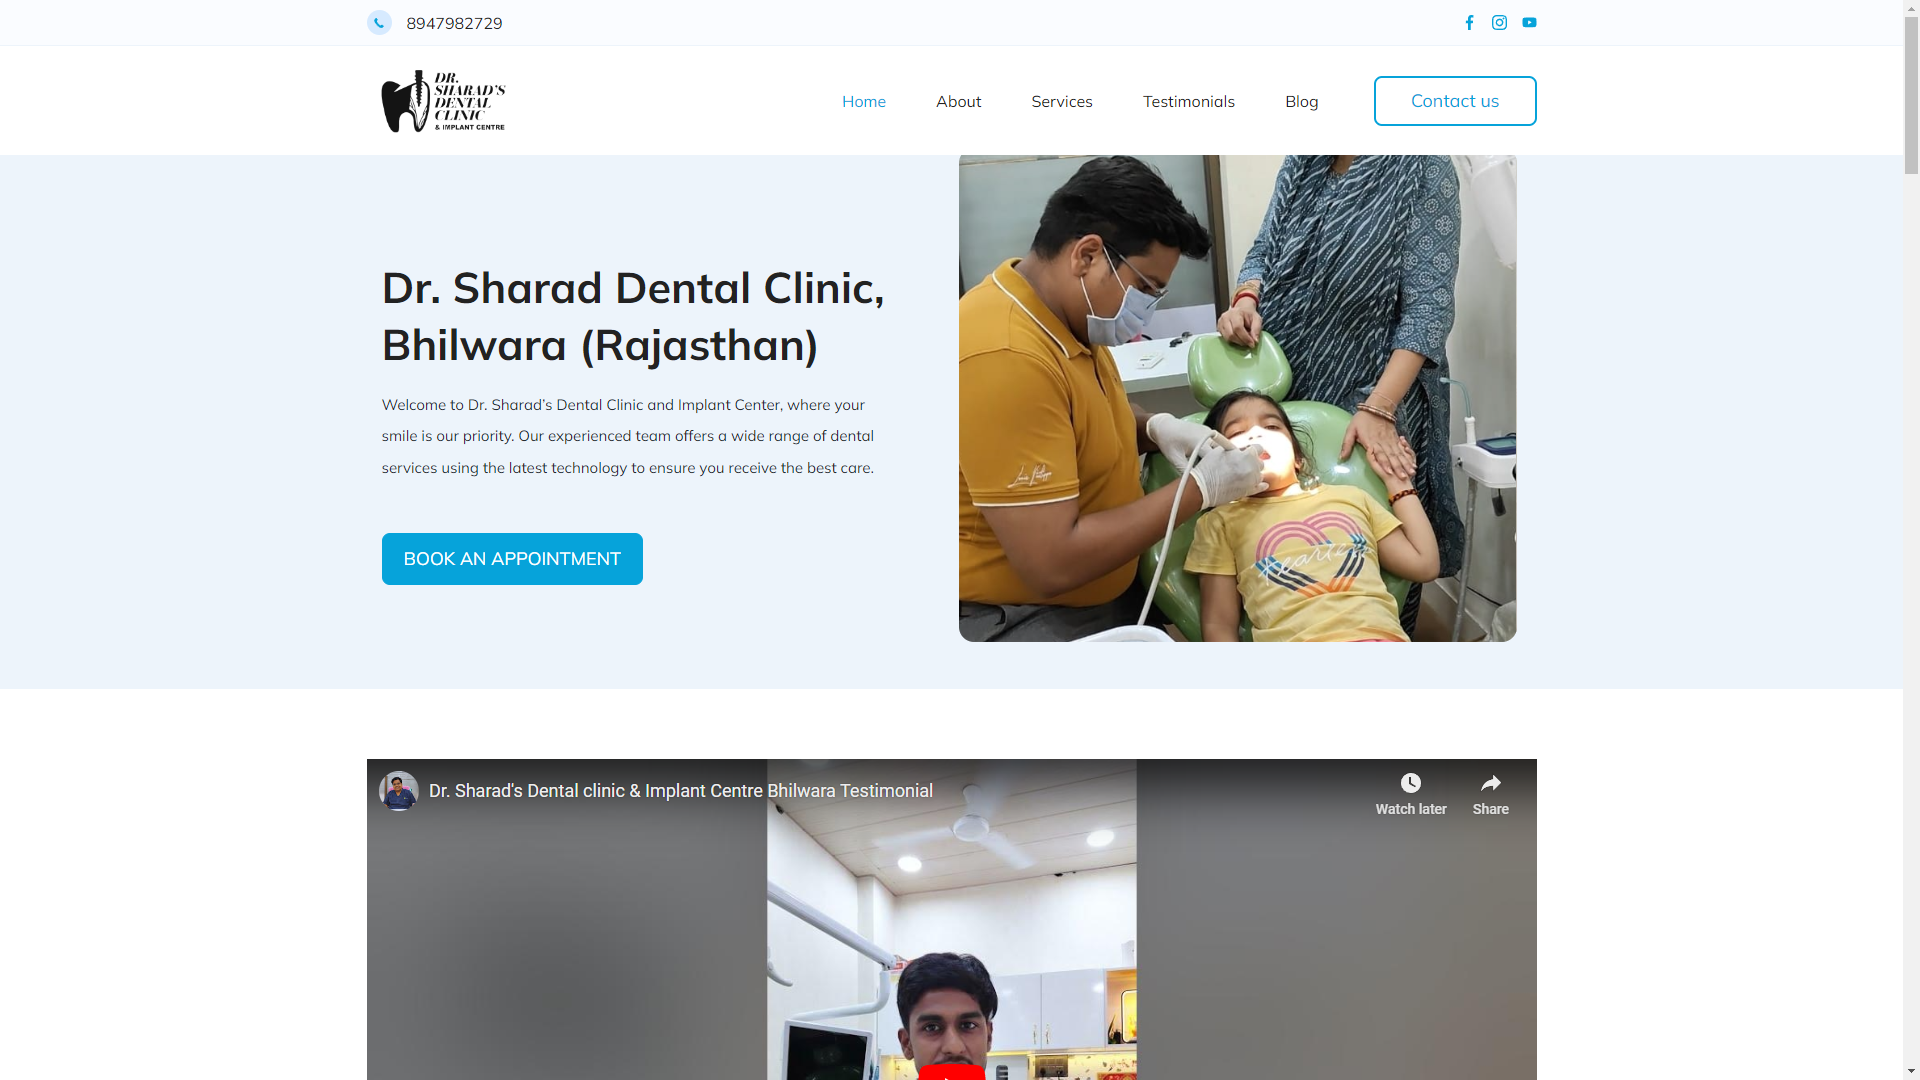 8947982729
DR.
SHARAD'S
DENTAL
CLINIC
& IMPLANT CENTRE
Home
About
Services
Testimonials
Blog
Contact us
Dr. Sharad Dental Clinic,
Bhilwara (Rajasthan)
Welcome to Dr. Sharad’s Dental Clinic and Implant Center, where your
smile is our priority. Our experienced team offers a wide range of dental
services using the latest technology to ensure you receive the best care.
BOOK AN APPOINTMENT
Dr. Sharad's Dental clinic & Implant Centre Bhilwara Testimonial
Watch later
Share